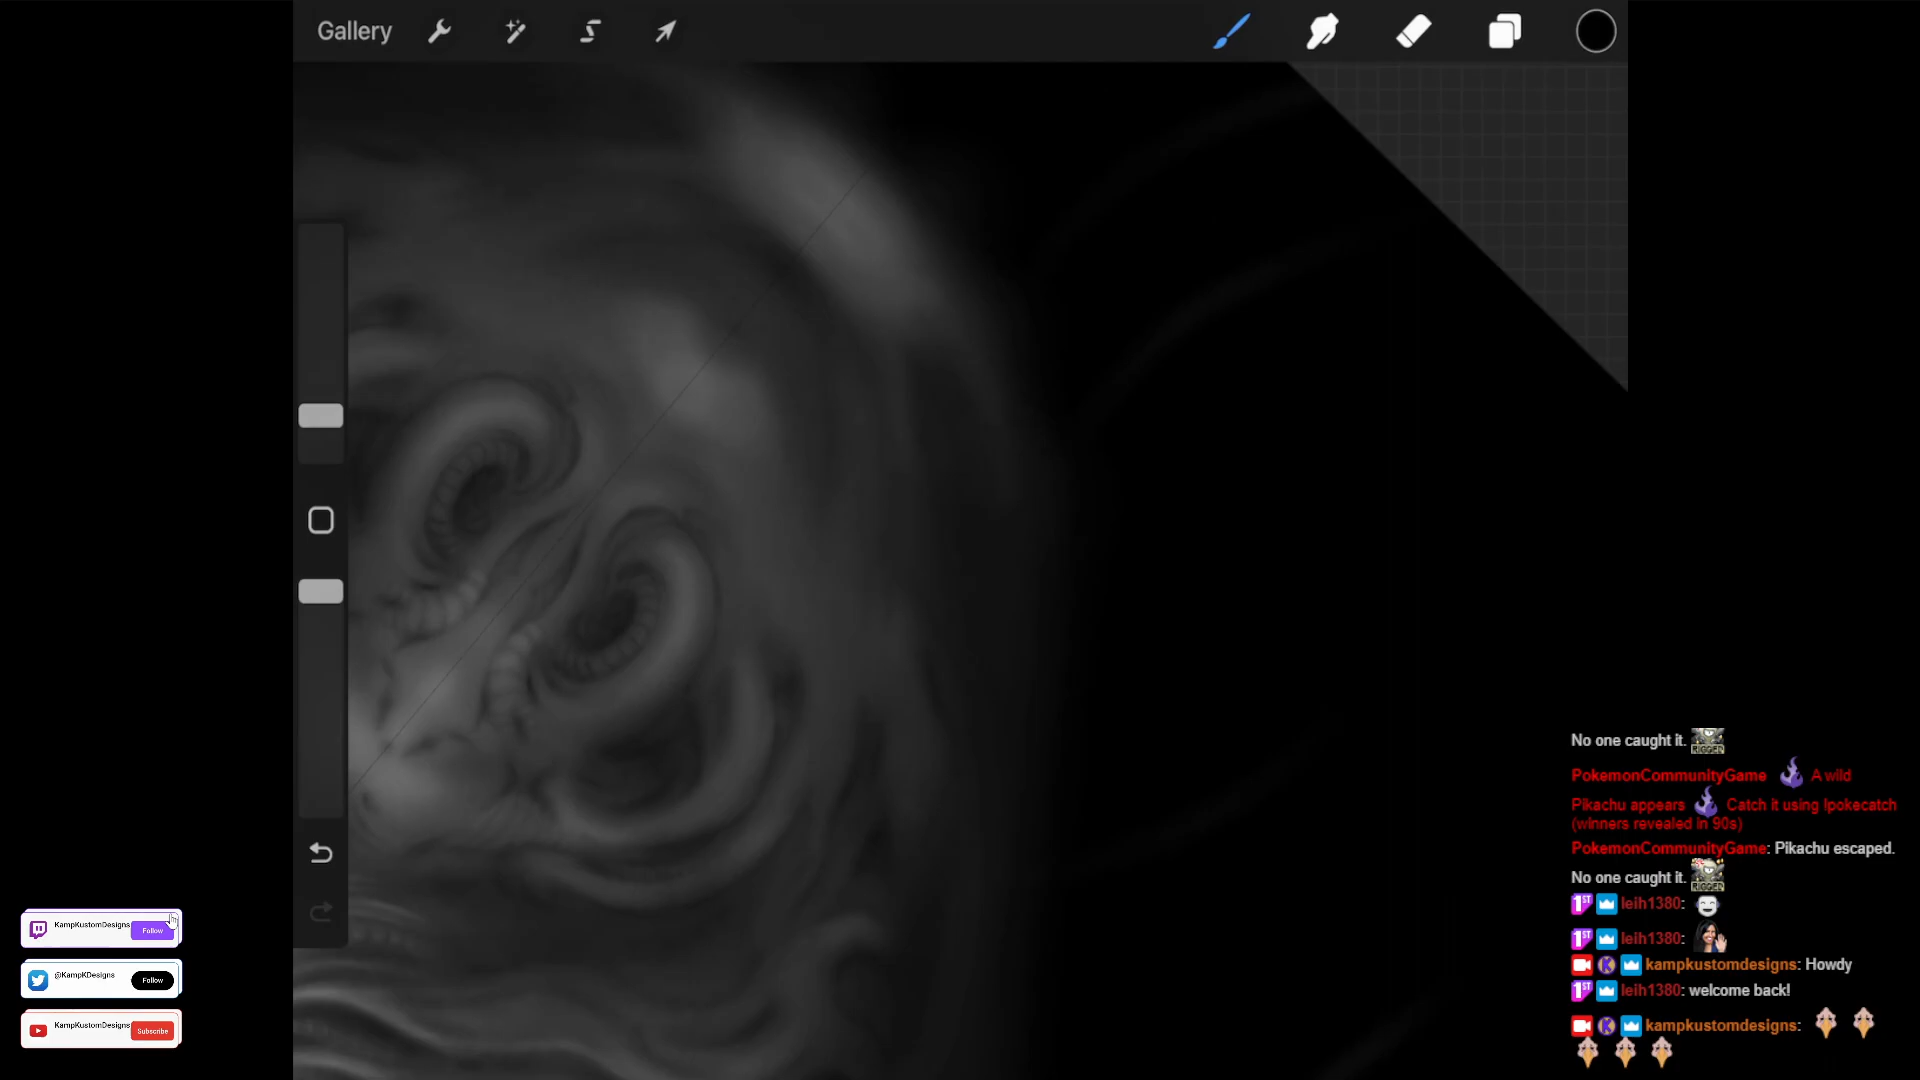 Gallery
No one caught it.
PokemonCommunityGame A wild
Pikachu appears Catch it using !pokecatch
(winners revealed in 90s)
PokemonCommunityGame: Pikachu escaped.
No one caught it.
leih1380:
leih1380:
kampkustomdesigns: Howdy
leih1380: welcome back!
kampkustomdesigns:
KampKustomDesigns Follow
@KampKDesigns Follow
KampKustomDesigns Subscribe